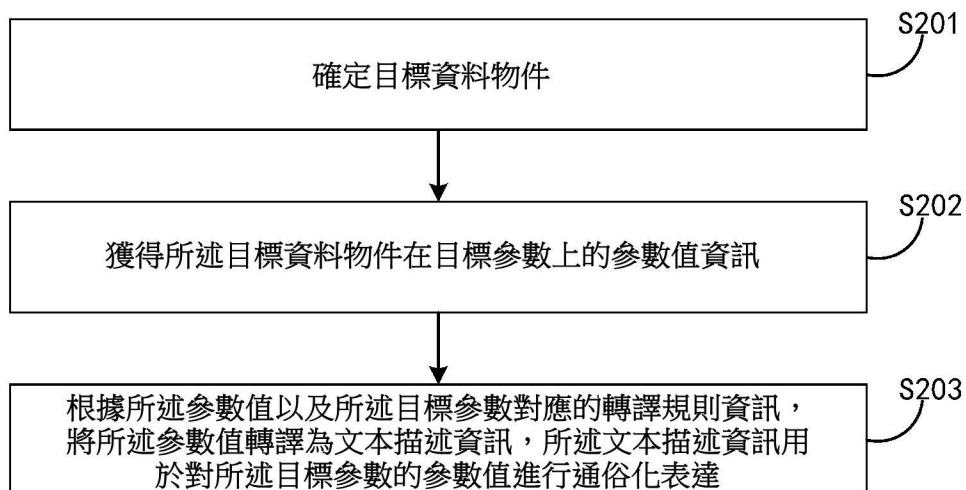 S201
確定目標資料物件
S202
獲得所述目標資料物件在目標參數上的參數值資訊
S203
根據所述參數值以及所述目標參數對應的轉譯規則資訊，
將所述參數值轉譯為文本描述資訊，所述文本描述資訊用
於對所述目標參數的參數值進行通俗化表達